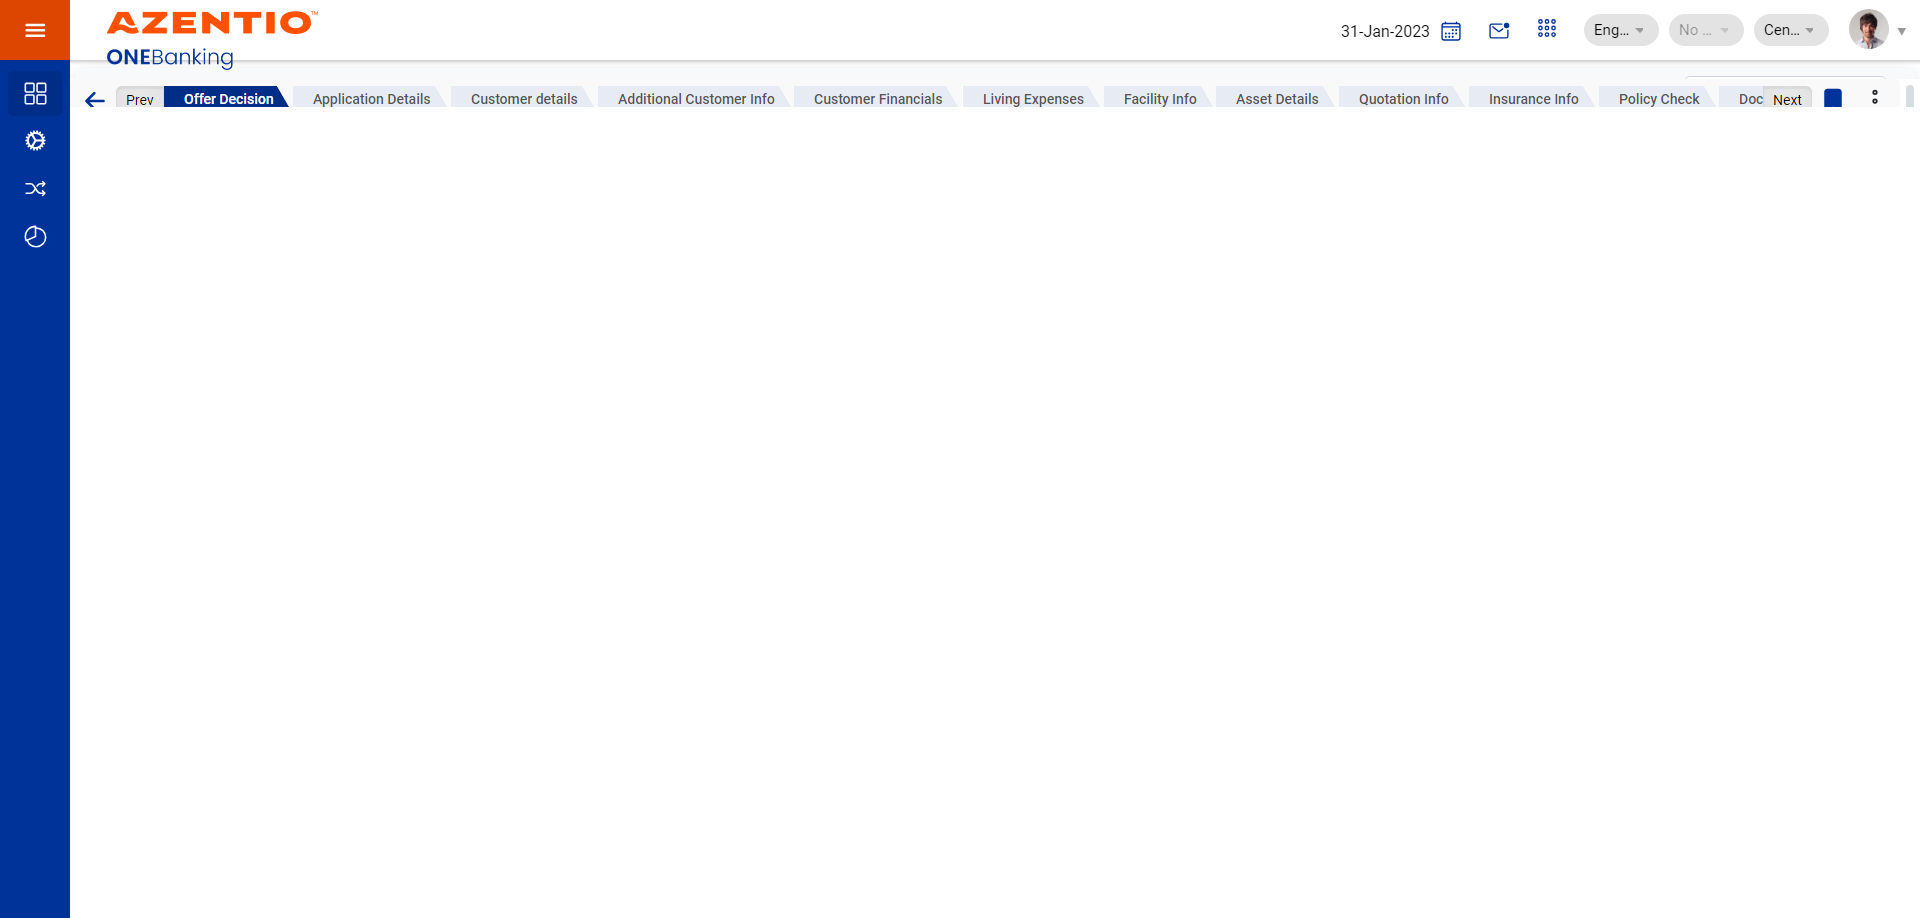 AZENTIO™
ONEBanking
31-Jan-2023
Eng...
No ...
Cen...
Prev
Offer Decision
Application Details
Customer details
Additional Customer Info
Customer Financials
Living Expenses
Facility Info
Asset Details
Quotation Info
Insurance Info
Policy Check
Doc
Next